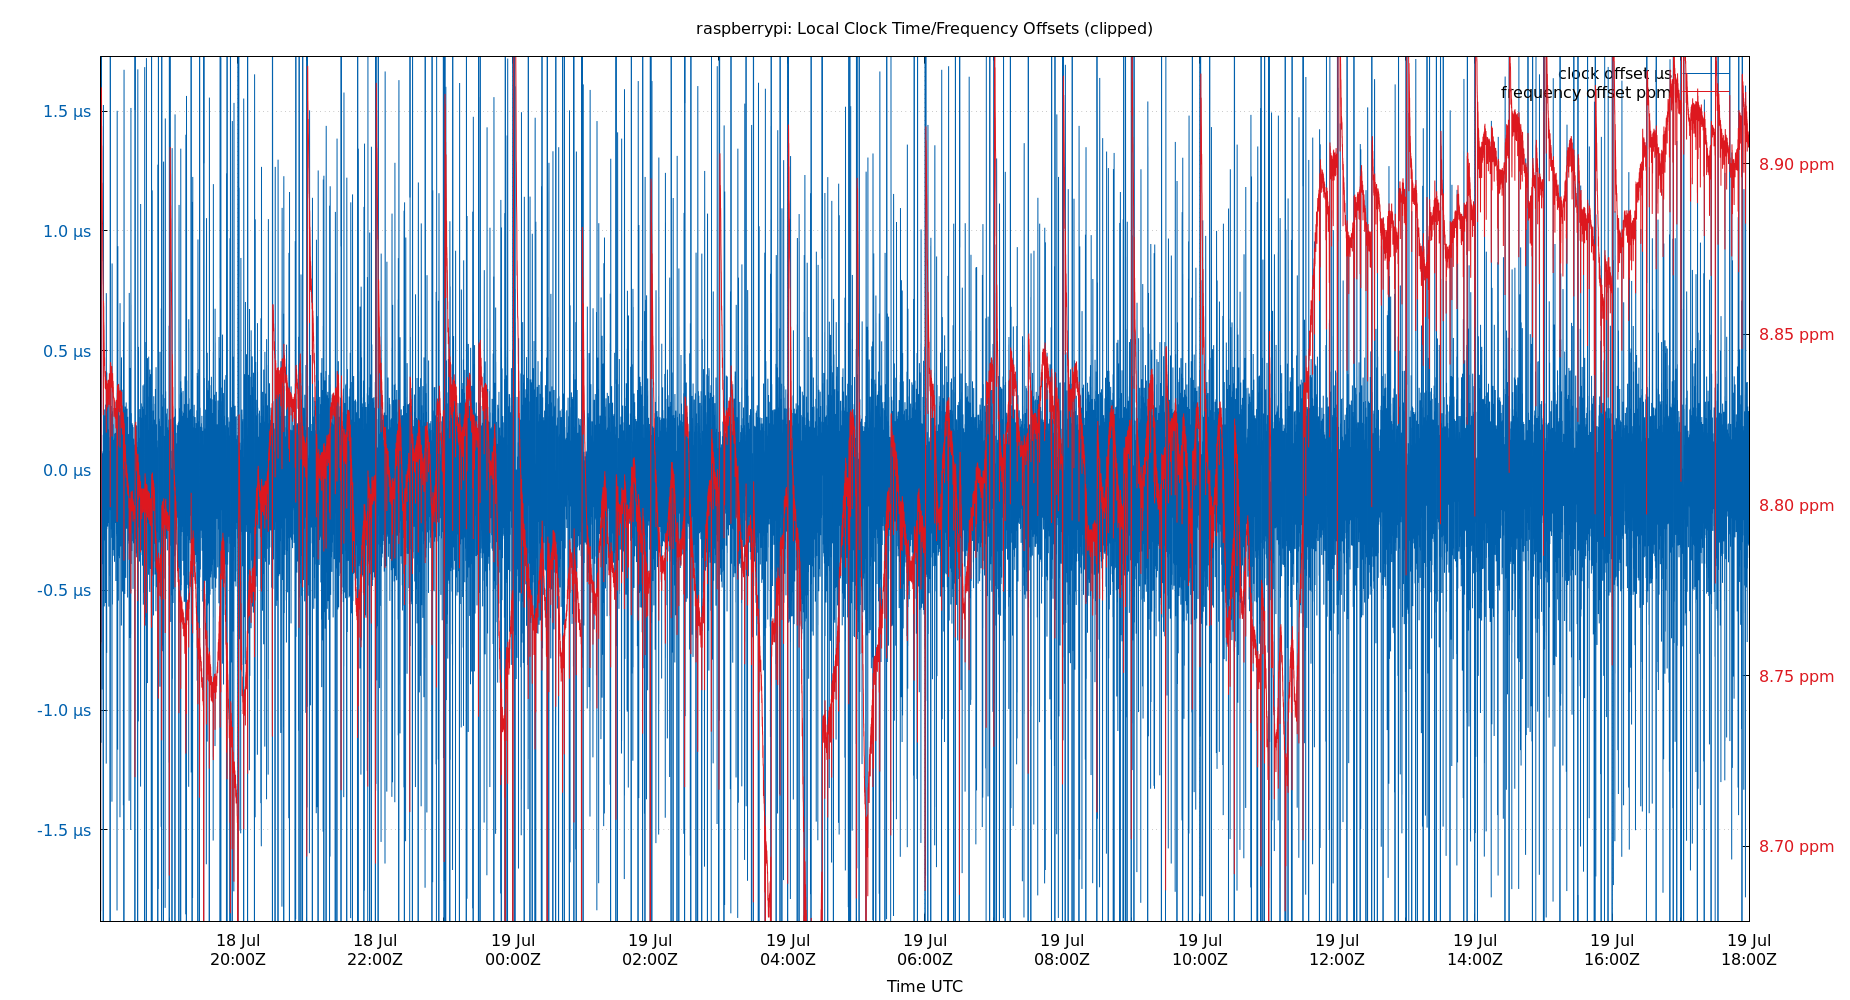 raspberrypi: Local Clock Time/Frequency Offsets (clipped)
clock offset µs
frequency offset ppm
1.5 µs
1.0 µs
0.5 µs
0.0 µs
-0.5 µs
-1.0 µs
-1.5 µs
8.90 ppm
8.85 ppm
8.80 ppm
8.75 ppm
8.70 ppm
18 Jul
20:00Z
18 Jul
22:00Z
19 Jul
00:00Z
19 Jul
02:00Z
19 Jul
04:00Z
19 Jul
06:00Z
19 Jul
08:00Z
19 Jul
10:00Z
19 Jul
12:00Z
19 Jul
14:00Z
19 Jul
16:00Z
19 Jul
18:00Z
Time UTC